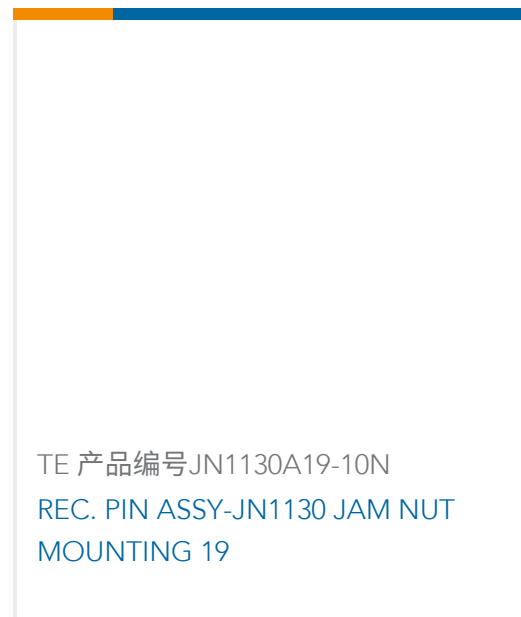 TE 产品编号JN1130A19-10N
REC. PIN ASSY-JN1130 JAM NUT
MOUNTING 19